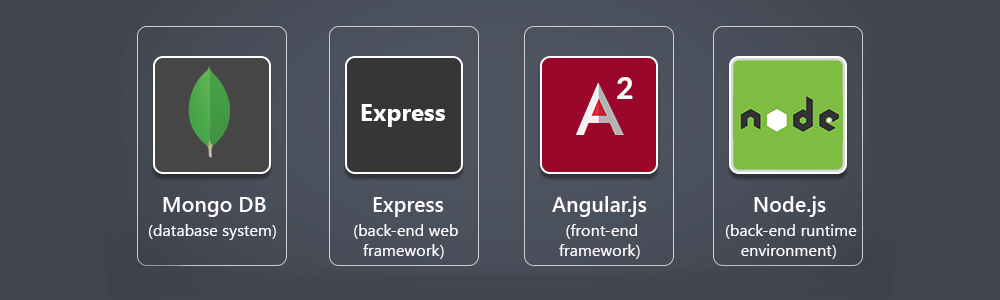 Express
A 2
node
Mongo DB
(database system)
Express
(back-end web
framework)
Angular.js
(front-end
framework)
Node.js
(back-end runtime
environment)